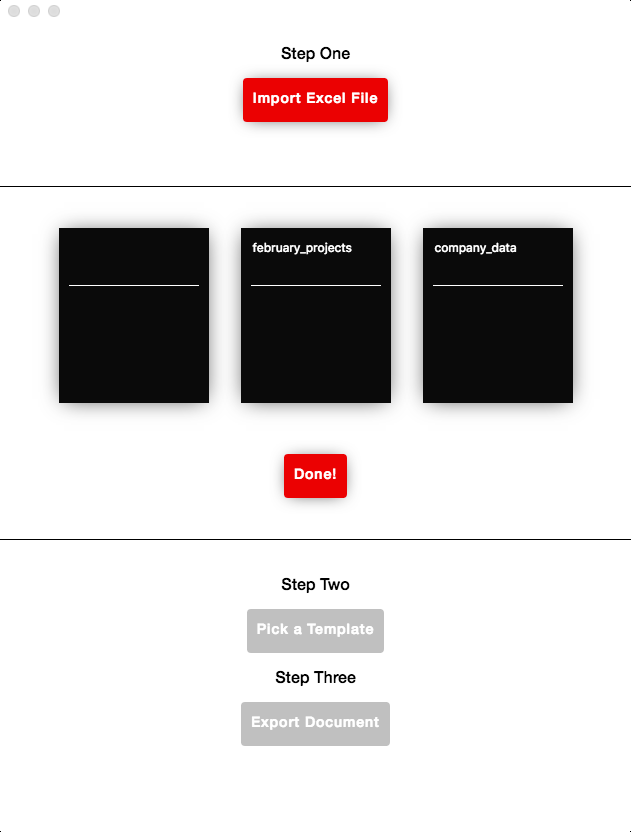 Step One
Import Excel File
february_projects
company_data
Done!
Step Two
Pick a Template
Step Three
Export Document